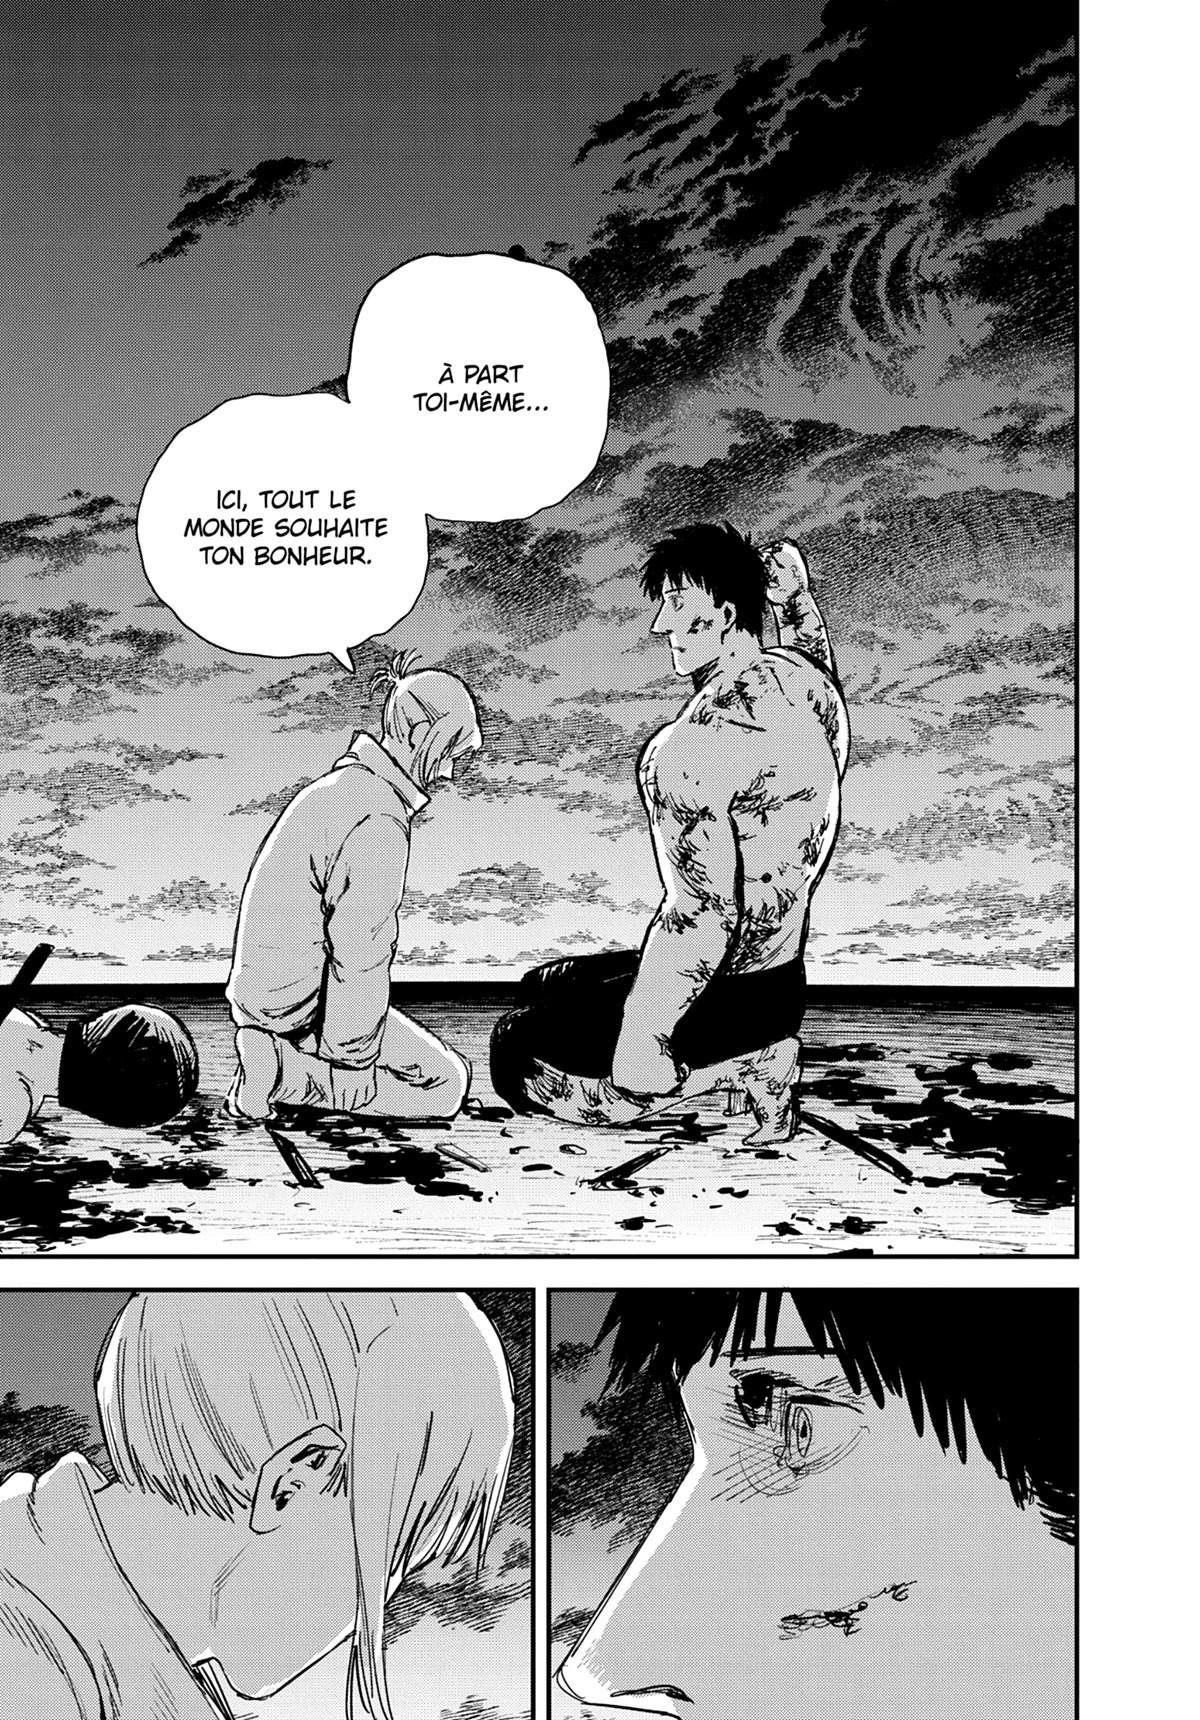 À PART
TOI-MÊME...
ICI, TOUT LE
MONDE SOUHAITE
TON BONHEUR.